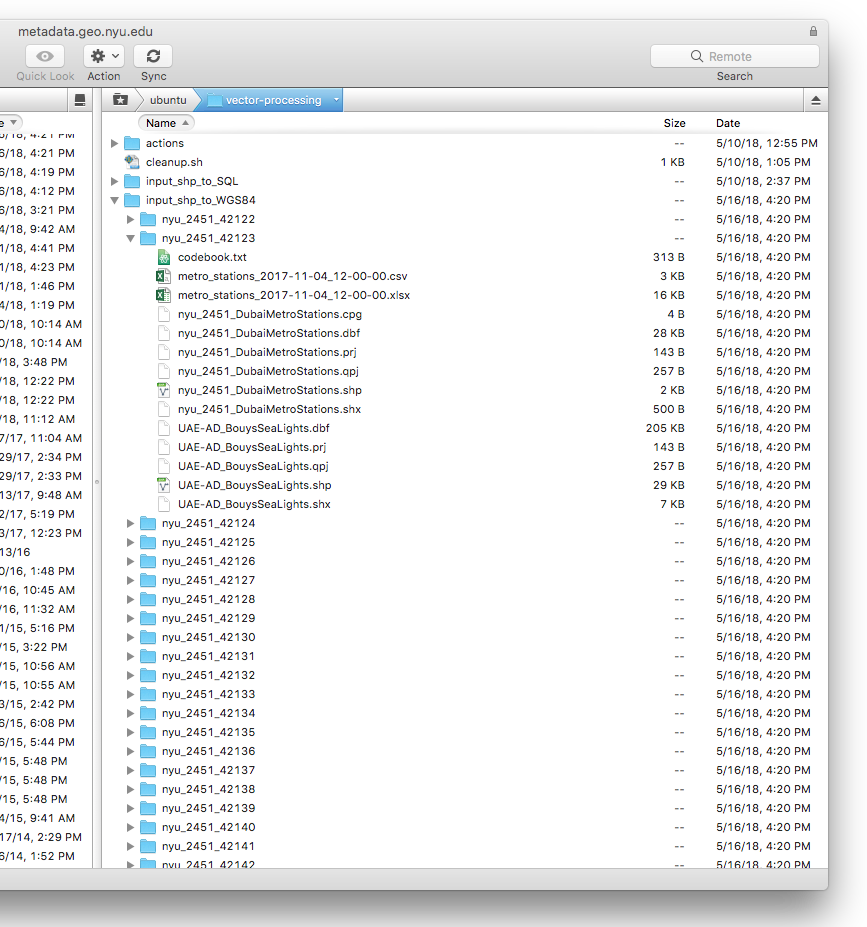 metadata.geo.nyu.edu
Quick Look Action Sync Remote
Search
ubuntu vector-processing
Name Size Date
6/18, 4:21 PM actions -- 5/10/18, 12:55 PM
6/18, 4:19 PM cleanup.sh 1 KB 5/10/18, 1:05 PM
6/18, 4:12 PM input_shp_to_SQL -- 5/10/18, 2:37 PM
6/18, 3:21 PM input_shp_to_WGS84 -- 5/16/18, 4:20 PM
4/18, 9:42 AM nyu_2451_42122 -- 5/16/18, 4:20 PM
1/18, 4:41 PM nyu_2451_42123 -- 5/16/18, 4:20 PM
1/18, 4:23 PM codebook.txt 313 B 5/16/18, 4:20 PM
1/18, 1:46 PM metro_stations_2017-11-04_12-00-00.csv 3 KB 5/16/18, 4:20 PM
4/18, 1:19 PM metro_stations_2017-11-04_12-00-00.xlsx 16 KB 5/16/18, 4:20 PM
0/18, 10:14 AM nyu_2451_DubaiMetroStations.cpg 4 B 5/16/18, 4:20 PM
0/18, 10:14 AM nyu_2451_DubaiMetroStations.dbf 28 KB 5/16/18, 4:20 PM
/18, 3:48 PM nyu_2451_DubaiMetroStations.prj 143 B 5/16/18, 4:20 PM
/18, 12:22 PM nyu_2451_DubaiMetroStations.qpj 257 B 5/16/18, 4:20 PM
/18, 12:22 PM nyu_2451_DubaiMetroStations.shp 2 KB 5/16/18, 4:20 PM
/18, 11:12 AM nyu_2451_DubaiMetroStations.shx 500 B 5/16/18, 4:20 PM
7/17, 11:04 AM UAE-AD_BouysSeaLights.dbf 205 KB 5/16/18, 4:20 PM
29/17, 2:34 PM UAE-AD_BouysSeaLights.prj 143 B 5/16/18, 4:20 PM
29/17, 2:33 PM UAE-AD_BouysSeaLights.qpj 257 B 5/16/18, 4:20 PM
13/17, 9:48 AM UAE-AD_BouysSeaLights.shp 29 KB 5/16/18, 4:20 PM
2/17, 5:19 PM UAE-AD_BouysSeaLights.shx 7 KB 5/16/18, 4:20 PM
3/17, 12:23 PM nyu_2451_42124 -- 5/16/18, 4:20 PM
13/16 nyu_2451_42125 -- 5/16/18, 4:20 PM
0/16, 1:48 PM nyu_2451_42126 -- 5/16/18, 4:20 PM
/16, 10:45 AM nyu_2451_42127 -- 5/16/18, 4:20 PM
/16, 11:32 AM nyu_2451_42128 -- 5/16/18, 4:20 PM
1/15, 5:16 PM nyu_2451_42129 -- 5/16/18, 4:20 PM
/15, 3:22 PM nyu_2451_42130 -- 5/16/18, 4:20 PM
/15, 10:56 AM nyu_2451_42131 -- 5/16/18, 4:20 PM
/15, 10:55 AM nyu_2451_42132 -- 5/16/18, 4:20 PM
3/15, 2:42 PM nyu_2451_42133 -- 5/16/18, 4:20 PM
6/15, 6:08 PM nyu_2451_42134 -- 5/16/18, 4:20 PM
6/15, 5:44 PM nyu_2451_42135 -- 5/16/18, 4:20 PM
/15, 5:48 PM nyu_2451_42136 -- 5/16/18, 4:20 PM
/15, 5:48 PM nyu_2451_42137 -- 5/16/18, 4:20 PM
/15, 5:48 PM nyu_2451_42138 -- 5/16/18, 4:20 PM
4/15, 9:41 AM nyu_2451_42139 -- 5/16/18, 4:20 PM
17/14, 2:29 PM nyu_2451_42140 -- 5/16/18, 4:20 PM
6/14, 1:52 PM nyu_2451_42141 -- 5/16/18, 4:20 PM
nyu_2451_42142 -- 5/16/18, 4:20 PM